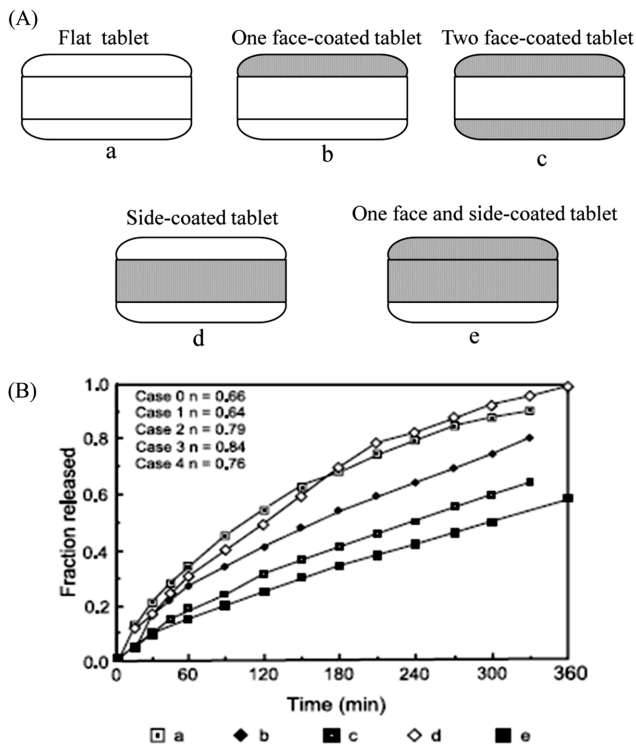 (A)
Flat tablet
One face-coated tablet
Two face-coated tablet
a
b
c
Side-coated tablet
One face and side-coated tablet
d
e
(B)
Fraction released
1.0
0.8
0.6
0.4
0.2
0.0
Case 0 n = 0.66
Case 1 n = 0.64
Case 2 n = 0.79
Case 3 n = 0.84
Case 4 n = 0.76
0 60 120 180 240 300 360
Time (min)
a b c d e